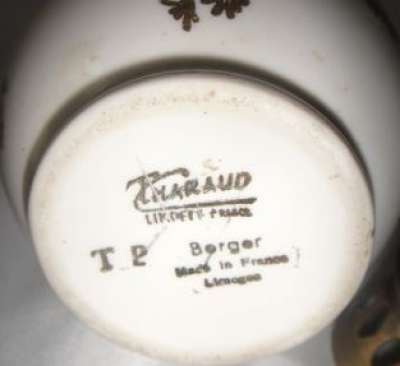 THARAUD
LIMOGES FRANCE
T P Berger
Made in France
Limoges